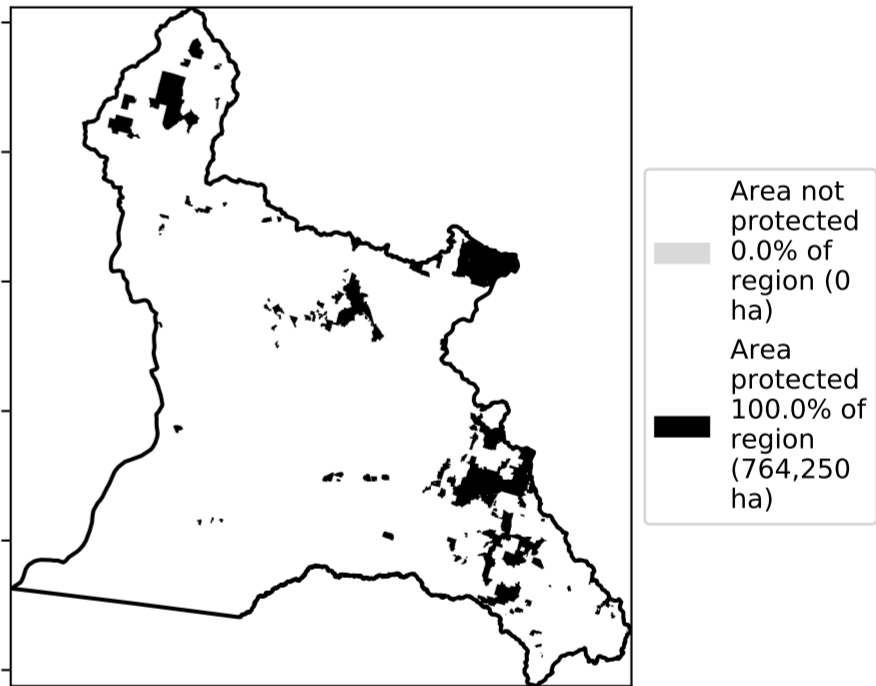 Area not
protected
0.0% of
region (0
ha)
Area
protected
100.0% of
region
(764,250
ha)